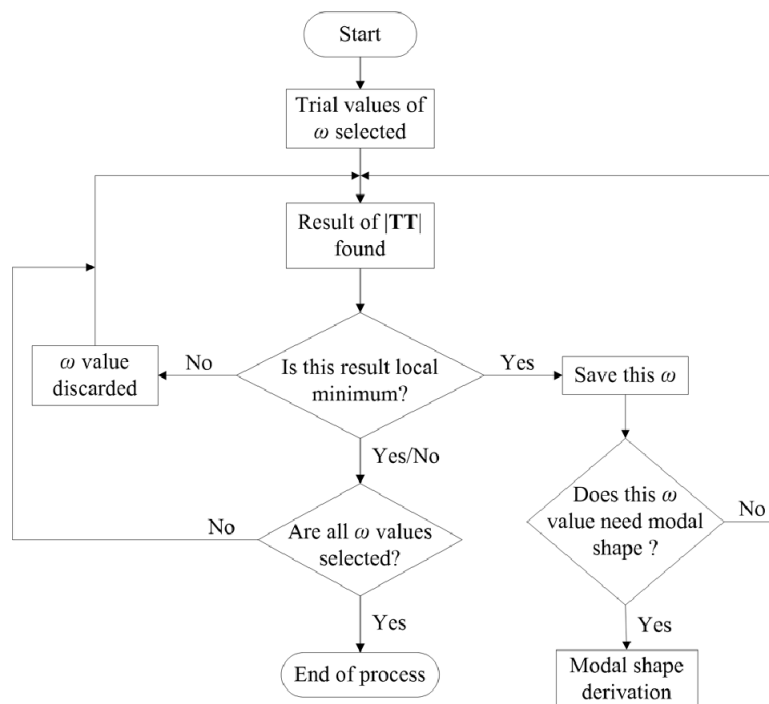 Start
Trial values of
ω selected
Result of |TT|
found
Is this result local
minimum?
No
Yes
ω value
discarded
Save this ω
Yes/No
Does this ω
value need modal
shape ?
No
No
Are all ω values
selected?
Yes
Yes
End of process
Modal shape
derivation